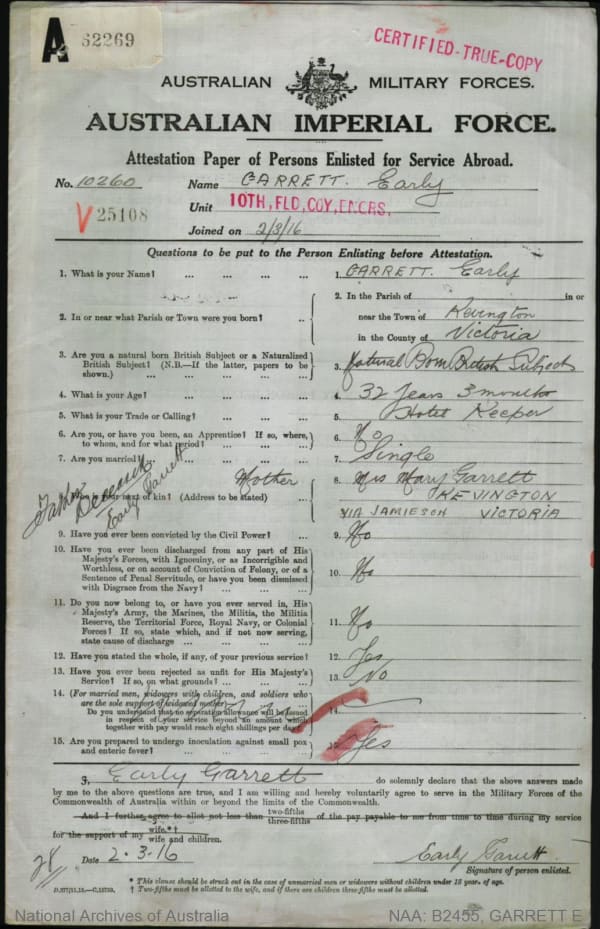 A 62269
CERTIFIED-TRUE-COPY
AUSTRALIAN MILITARY FORCES.
AUSTRALIAN IMPERIAL FORCE.
Attestation Paper of Persons Enlisted for Service Abroad.
No. 10260 Name GARRETT. Early
V 25108 Unit 10TH, FLD, COY, ENGRS,
Joined on 2/3/16
Questions to be put to the Person Enlisting before Attestation.
1. What is your Name? ... ... ... ... 1. GARRETT. Early
2. In the Parish of in or
2. In or near what Parish or Town were you born? ... near the Town of Kevington
in the County of Victoria
3. Are you a natural born British Subject or a Naturalized
British Subject? (N.B.—If the latter, papers to be
shown.) ... ... ... ... 3. Natural Born British Subject
4. What is your Age? ... ... ... ... 4. 32 Years 3 months
5. What is your Trade or Calling? ... ... ... 5. Hotel Keeper
6. Are you, or have you been, an Apprentice? If so, where,
to whom, and for what period? ... ... ... 6. No
7. Are you married? ... ... ... ... 7. Single
Father Deceased
Early Garrett
Who is your next of kin? (Address to be stated) ... Mother 8. Mrs Mary Garrett
KEVINGTON
VIA JAMIESON VICTORIA
9. Have you ever been convicted by the Civil Power? ... 9. No
10. Have you ever been discharged from any part of His
Majesty's Forces, with Ignominy, or as Incorrigible and
Worthless, or on account of Conviction of Felony, or of a
Sentence of Penal Servitude, or have you been dismissed
with Disgrace from the Navy? ... ... ... 10. No
11. Do you now belong to, or have you ever served in, His
Majesty's Army, the Marines, the Militia, the Militia
Reserve, the Territorial Force, Royal Navy, or Colonial
Forces? If so, state which, and if not now serving,
state cause of discharge ... ... ... ... 11. No
12. Have you stated the whole, if any, of your previous service? 12. Yes
13. Have you ever been rejected as unfit for His Majesty's
Service? If so, on what grounds? ... ... ... 13. No
14. (For married men, widowers with children, and soldiers who
are the sole support of widowed mother)—
Do you understand that no separation allowance will be issued
in respect of your service beyond an amount which
together with pay would reach eight shillings per day? 14.
15. Are you prepared to undergo inoculation against small pox
and enteric fever? ... ... ... ... 15. Yes
I, Early Garrett do solemnly declare that the above answers made
by me to the above questions are true, and I am willing and hereby voluntarily agree to serve in the Military Forces of the
Commonwealth of Australia within or beyond the limits of the Commonwealth.
And I further agree to allot not less than two-fifths three-fifths of the pay payable to me from time to time during my service
for the support of my wife.*† wife and children.
Date 2.3.16 Early Garrett
Signature of person enlisted.
* This clause should be struck out in the case of unmarried men or widowers without children under 18 years of age.
† Two-fifths must be allotted to the wife, and if there are children three-fifths must be allotted.
National Archives of Australia NAA: B2455, GARRETT E